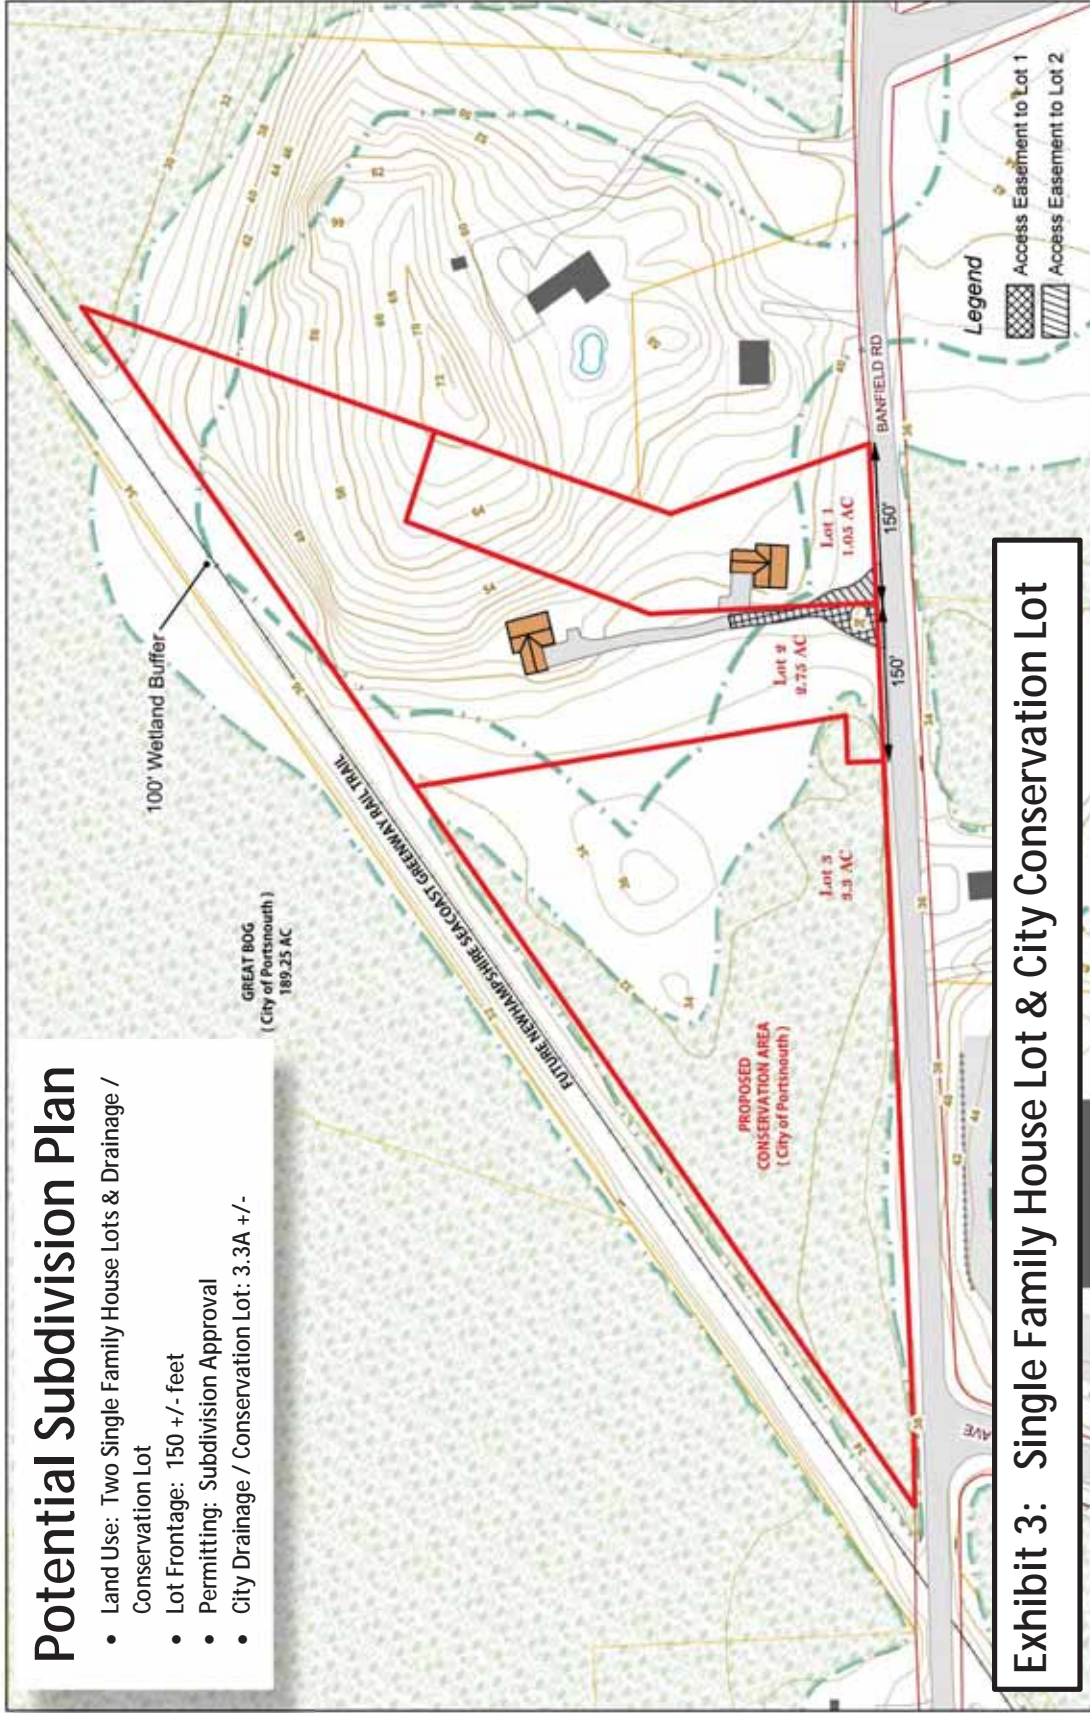 Potential Subdivision Plan
• Land Use: Two Single Family House Lots & Drainage /
Conservation Lot
• Lot Frontage: 150 +/- feet
• Permitting: Subdivision Approval
• City Drainage / Conservation Lot: 3.3A +/-
GREAT BOG
( City of Portsnouth )
189.25 AC
100' Wetland Buffer
FUTURE NEWHAMPSHIRE SEACOAST GREENWAY RAIL TRAIL
PROPOSED
CONSERVATION AREA
( City of Portsnouth )
Lot 3
3.3 AC
Lot 2
2.75 AC
Lot 1
1.05 AC
150'
150'
BANFIELD RD
AVE
Legend
Access Easement to Lot 1
Access Easement to Lot 2
Exhibit 3: Single Family House Lot & City Conservation Lot